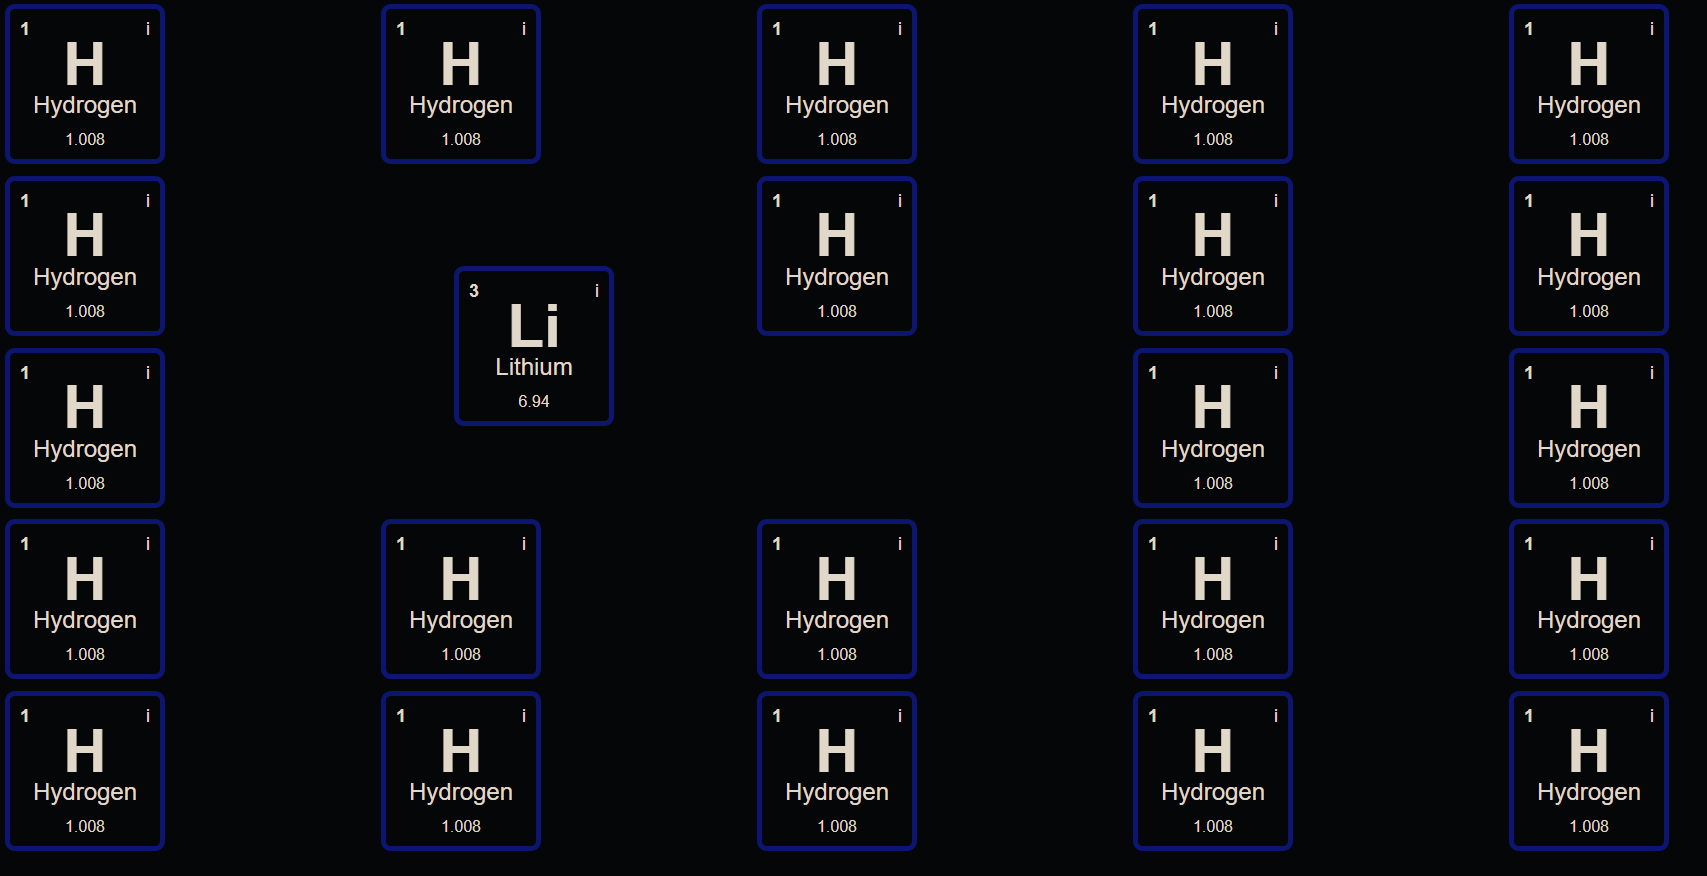 1 i 1 i 1 i 1 i 1 i
H H H H H
Hydrogen Hydrogen Hydrogen Hydrogen Hydrogen
1.008 1.008 1.008 1.008 1.008
1 i 1 i 1 i 1 i
H H H H
Hydrogen Hydrogen Hydrogen Hydrogen
1.008 1.008 1.008 1.008
3 i
Li
Lithium
6.94
1 i 1 i 1 i
H H H
Hydrogen Hydrogen Hydrogen
1.008 1.008 1.008
1 i 1 i 1 i 1 i 1 i
H H H H H
Hydrogen Hydrogen Hydrogen Hydrogen Hydrogen
1.008 1.008 1.008 1.008 1.008
1 i 1 i 1 i 1 i 1 i
H H H H H
Hydrogen Hydrogen Hydrogen Hydrogen Hydrogen
1.008 1.008 1.008 1.008 1.008